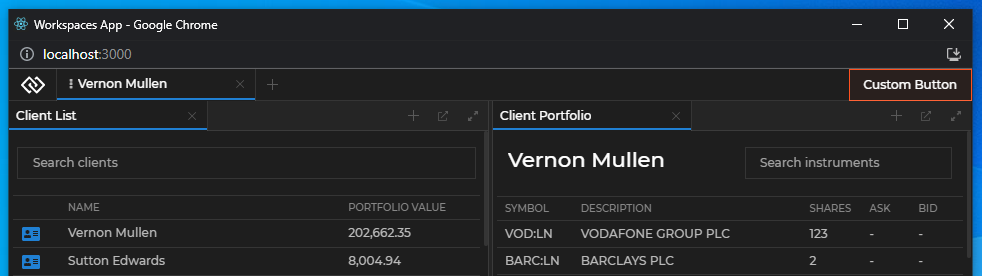 Workspaces App - Google Chrome
localhost:3000
Vernon Mullen
Custom Button
Client List
Client Portfolio
Search clients
Vernon Mullen
Search instruments
NAME PORTFOLIO VALUE
SYMBOL DESCRIPTION SHARES ASK BID
Vernon Mullen 202,662.35
VOD:LN VODAFONE GROUP PLC 123 - -
Sutton Edwards 8,004.94
BARC:LN BARCLAYS PLC 2 - -